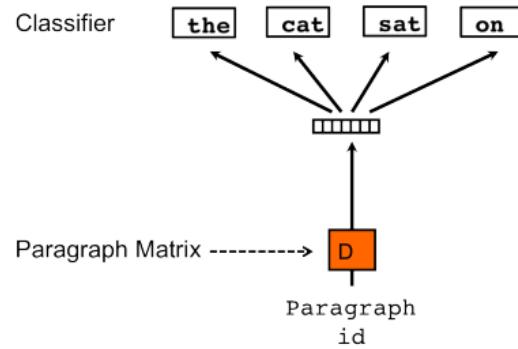 Classifier the cat sat on
Paragraph Matrix D
Paragraph
id